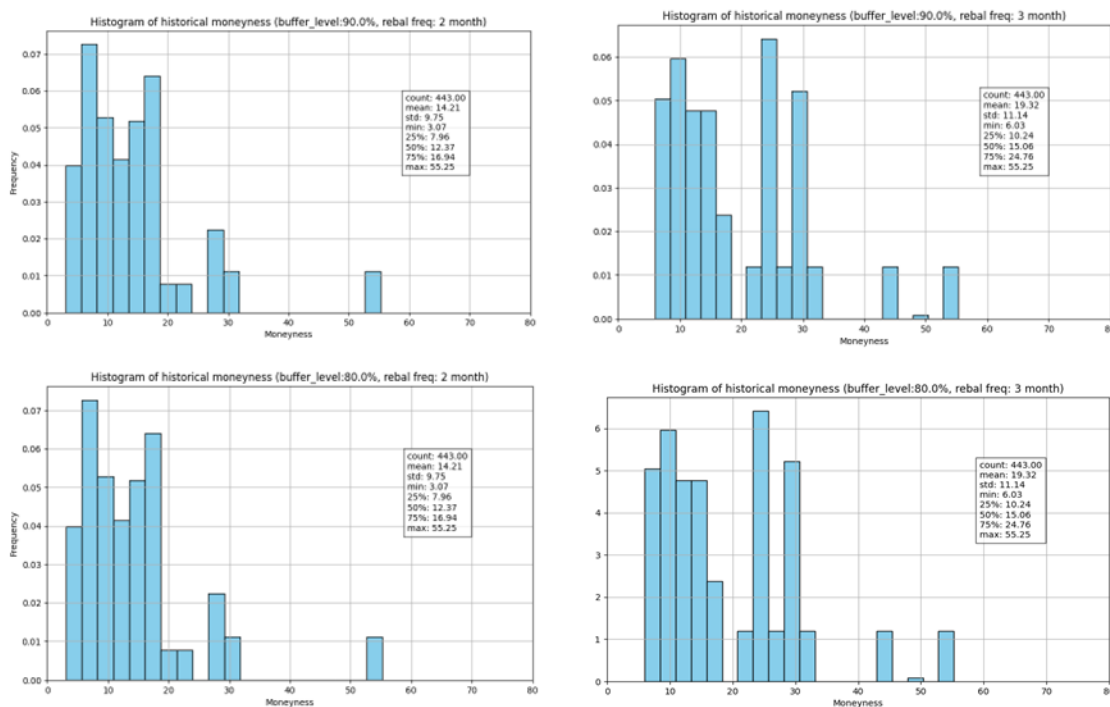 Histogram of historical moneyness (buffer_level:90.0%, rebal freq: 2 month)
0.07
0.06
0.05
0.04
0.03
0.02
0.01
0.00
Frequency
count: 443.00
mean: 14.21
std: 9.75
min: 3.07
25%: 7.96
50%: 12.37
75%: 16.94
max: 55.25
0 10 20 30 40 50 60 70 80
Moneyness
Histogram of historical moneyness (buffer_level:90.0%, rebal freq: 3 month)
0.06
0.05
0.04
0.03
0.02
0.01
0.00
count: 443.00
mean: 19.32
std: 11.14
min: 6.03
25%: 10.24
50%: 15.06
75%: 24.76
max: 55.25
0 10 20 30 40 50 60 70 80
Moneyness
Histogram of historical moneyness (buffer_level:80.0%, rebal freq: 2 month)
0.07
0.06
0.05
0.04
0.03
0.02
0.01
0.00
Frequency
count: 443.00
mean: 14.21
std: 9.75
min: 3.07
25%: 7.96
50%: 12.37
75%: 16.94
max: 55.25
0 10 20 30 40 50 60 70 80
Moneyness
Histogram of historical moneyness (buffer_level:80.0%, rebal freq: 3 month)
6
5
4
3
2
1
0
count: 443.00
mean: 19.32
std: 11.14
min: 6.03
25%: 10.24
50%: 15.06
75%: 24.76
max: 55.25
0 10 20 30 40 50 60 70 80
Moneyness